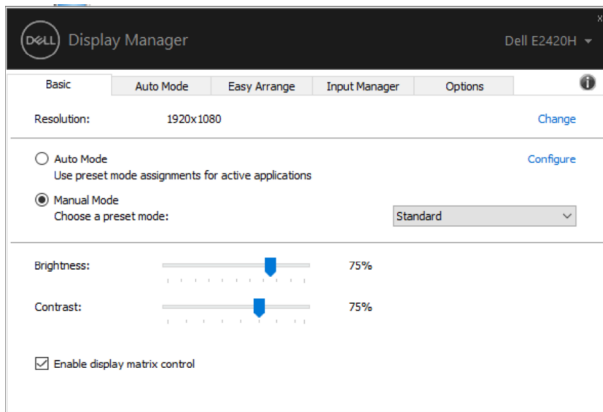 DELL Display Manager
Dell E2420H
Basic Auto Mode Easy Arrange Input Manager Options
Resolution: 1920x1080 Change
Auto Mode Configure
Use preset mode assignments for active applications
Manual Mode
Choose a preset mode: Standard
Brightness: 75%
Contrast: 75%
Enable display matrix control